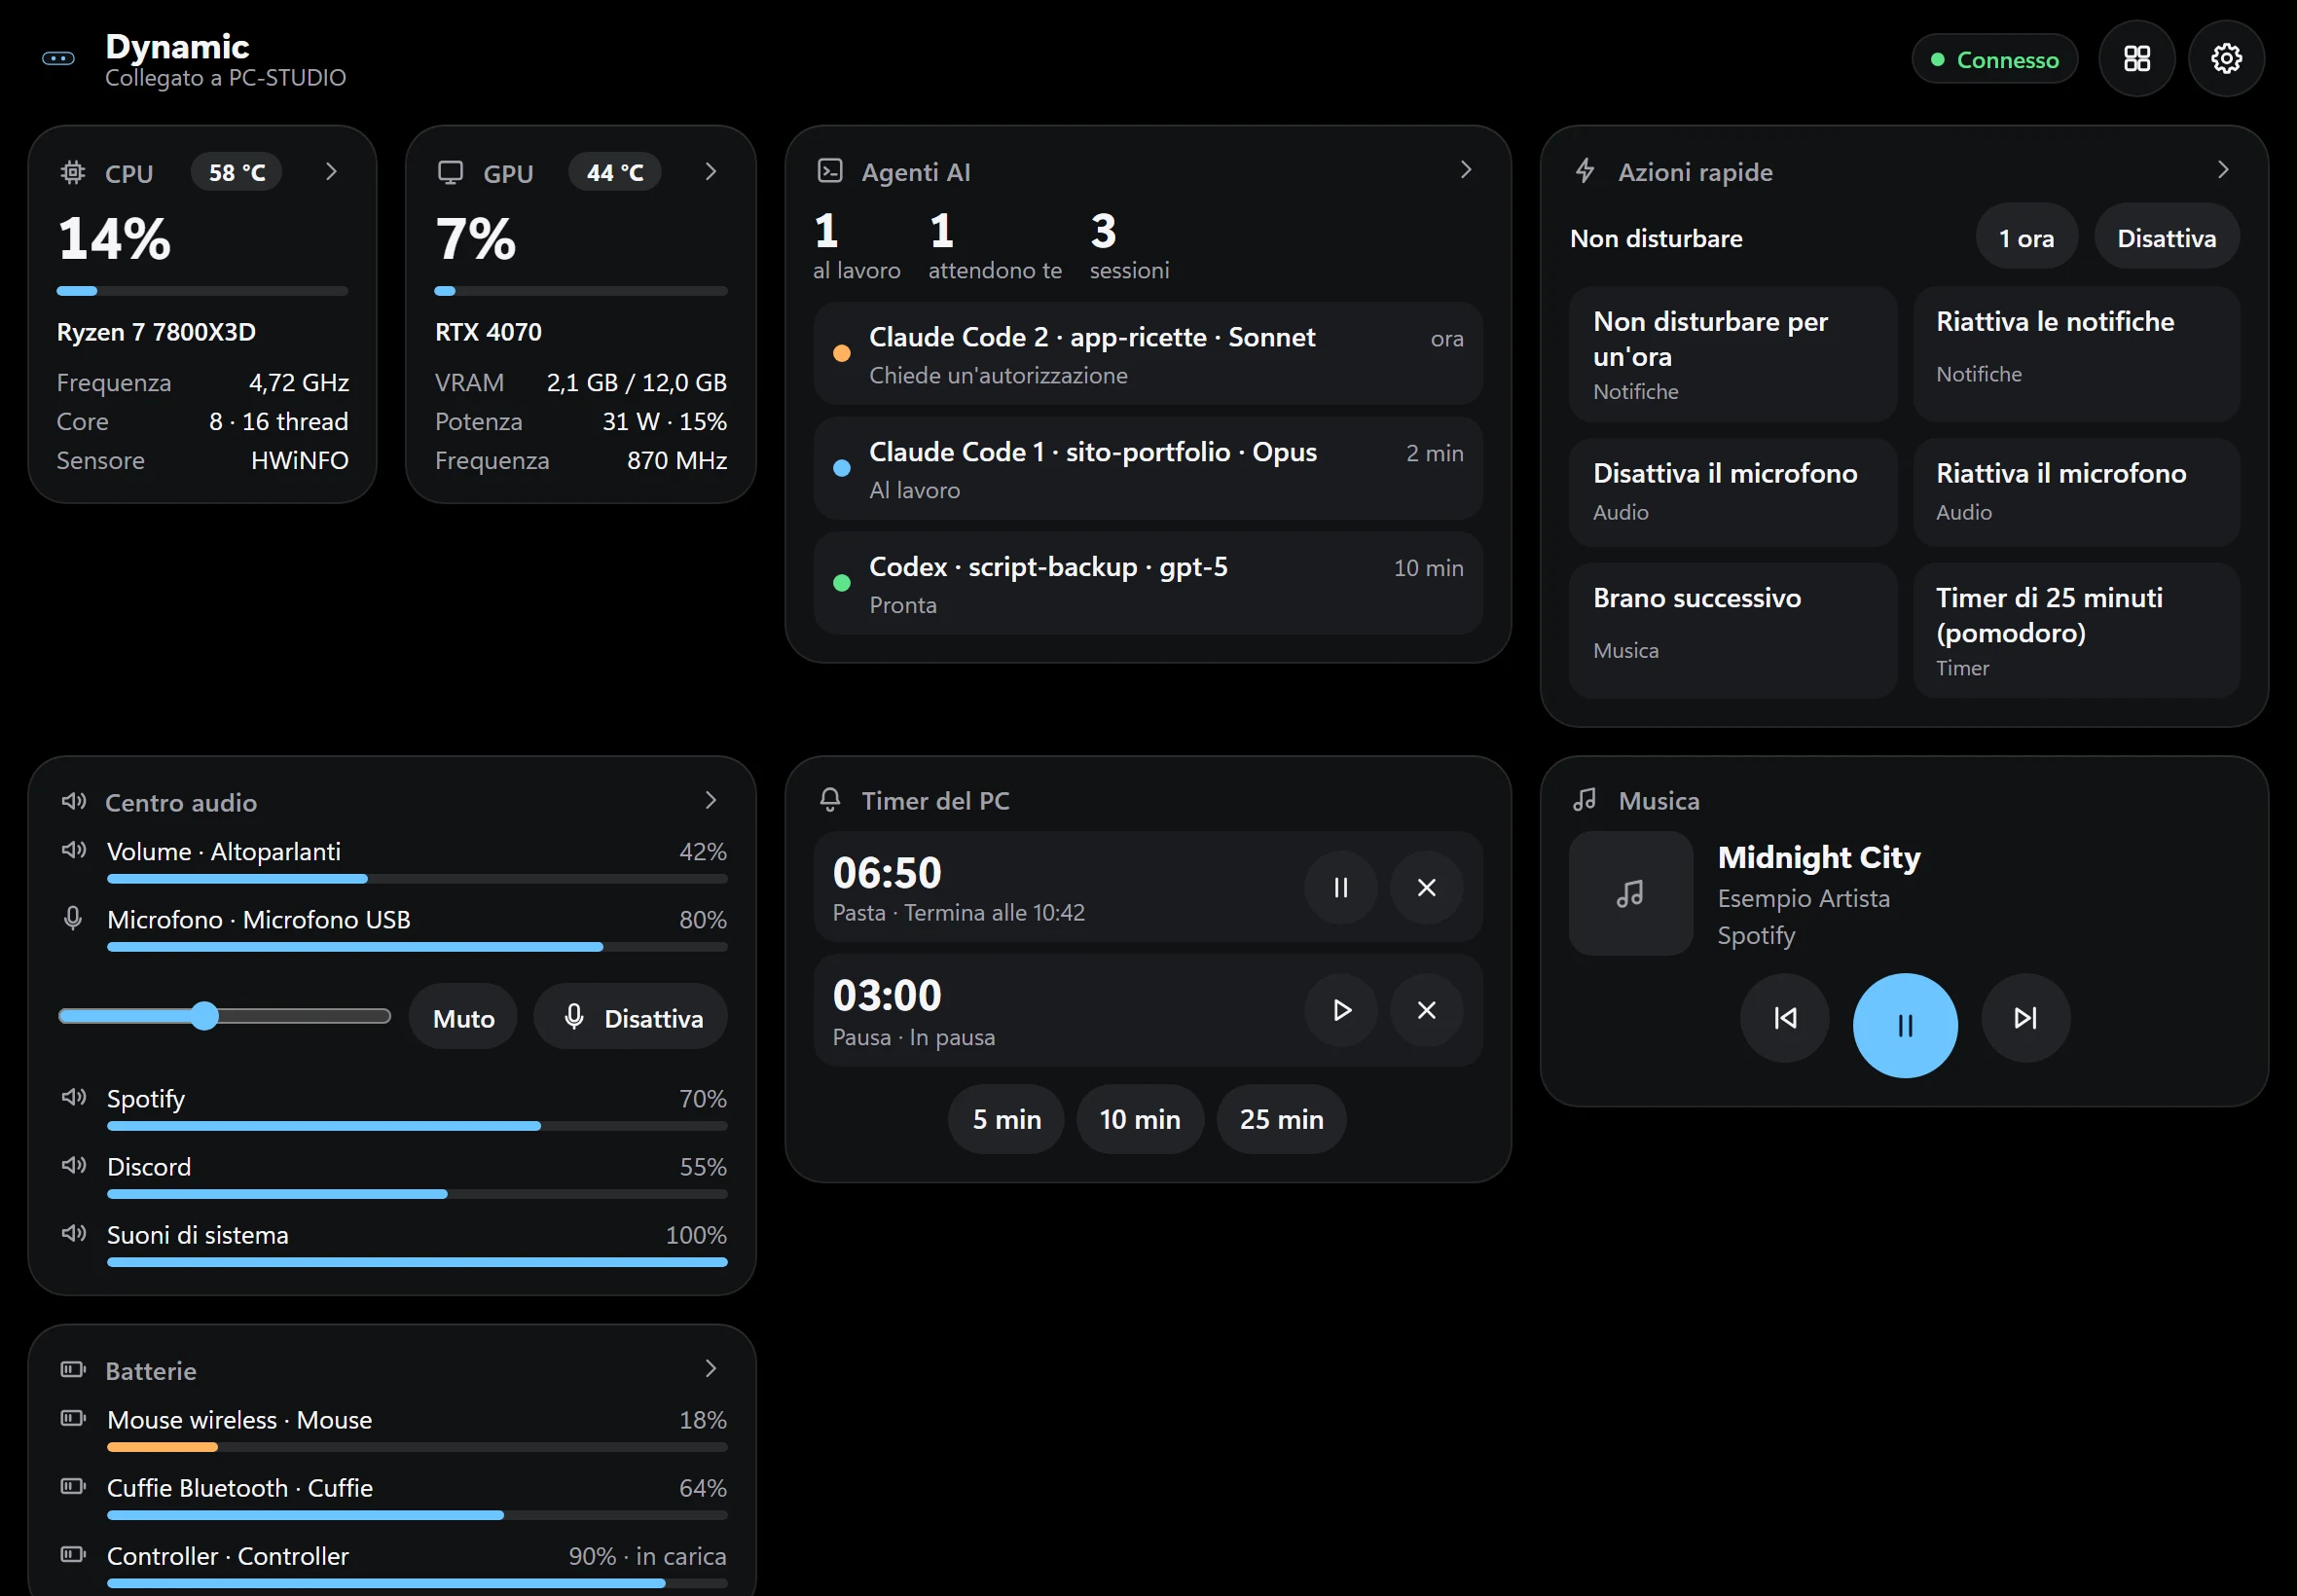 Dynamic
Collegato a PC-STUDIO
Connesso
CPU
58 °C
14%
Ryzen 7 7800X3D
Frequenza 4,72 GHz
Core 8 · 16 thread
Sensore HWiNFO
GPU
44 °C
7%
RTX 4070
VRAM 2,1 GB / 12,0 GB
Potenza 31 W · 15%
Frequenza 870 MHz
Agenti AI
1 1 3
al lavoro attendono te sessioni
Claude Code 2 · app-ricette · Sonnet ora
Chiede un'autorizzazione
Claude Code 1 · sito-portfolio · Opus 2 min
Al lavoro
Codex · script-backup · gpt-5 10 min
Pronta
Azioni rapide
Non disturbare 1 ora Disattiva
Non disturbare per
un'ora
Notifiche
Riattiva le notifiche
Notifiche
Disattiva il microfono
Audio
Riattiva il microfono
Audio
Brano successivo
Musica
Timer di 25 minuti
(pomodoro)
Timer
Centro audio
Volume · Altoparlanti 42%
Microfono · Microfono USB 80%
Muto Disattiva
Spotify 70%
Discord 55%
Suoni di sistema 100%
Timer del PC
06:50
Pasta · Termina alle 10:42
03:00
Pausa · In pausa
5 min 10 min 25 min
Musica
Midnight City
Esempio Artista
Spotify
Batterie
Mouse wireless · Mouse 18%
Cuffie Bluetooth · Cuffie 64%
Controller · Controller 90% · in carica